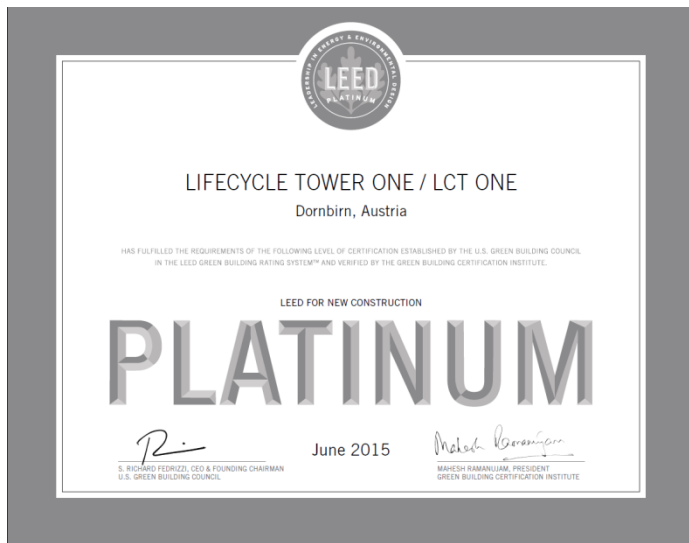 LEADERSHIP IN ENERGY & ENVIRONMENTAL DESIGN
LEED
PLATINUM
LIFECYCLE TOWER ONE / LCT ONE
Dornbirn, Austria
HAS FULFILLED THE REQUIREMENTS OF THE FOLLOWING LEVEL OF CERTIFICATION ESTABLISHED BY THE U.S. GREEN BUILDING COUNCIL
IN THE LEED GREEN BUILDING RATING SYSTEM™ AND VERIFIED BY THE GREEN BUILDING CERTIFICATION INSTITUTE.
LEED FOR NEW CONSTRUCTION
PLATINUM
Mahesh Ramanujam
June 2015
S. RICHARD FEDRIZZI, CEO & FOUNDING CHAIRMAN
U.S. GREEN BUILDING COUNCIL
MAHESH RAMANUJAM, PRESIDENT
GREEN BUILDING CERTIFICATION INSTITUTE